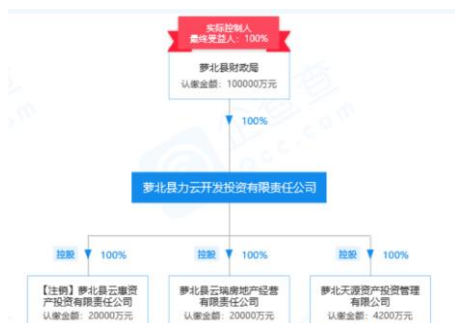 实际控制人
最终受益人：100%
萝北县财政局
认缴金额：100000万元
100%
萝北县力云开发投资有限责任公司
控股 100%
控股 100%
控股 100%
【注销】萝北县云廪资
产投资有限责任公司
认缴金额：20000万元
萝北县云瑞房地产经营
有限责任公司
认缴金额：20000万元
萝北天源资产投资管理
有限公司
认缴金额：4200万元